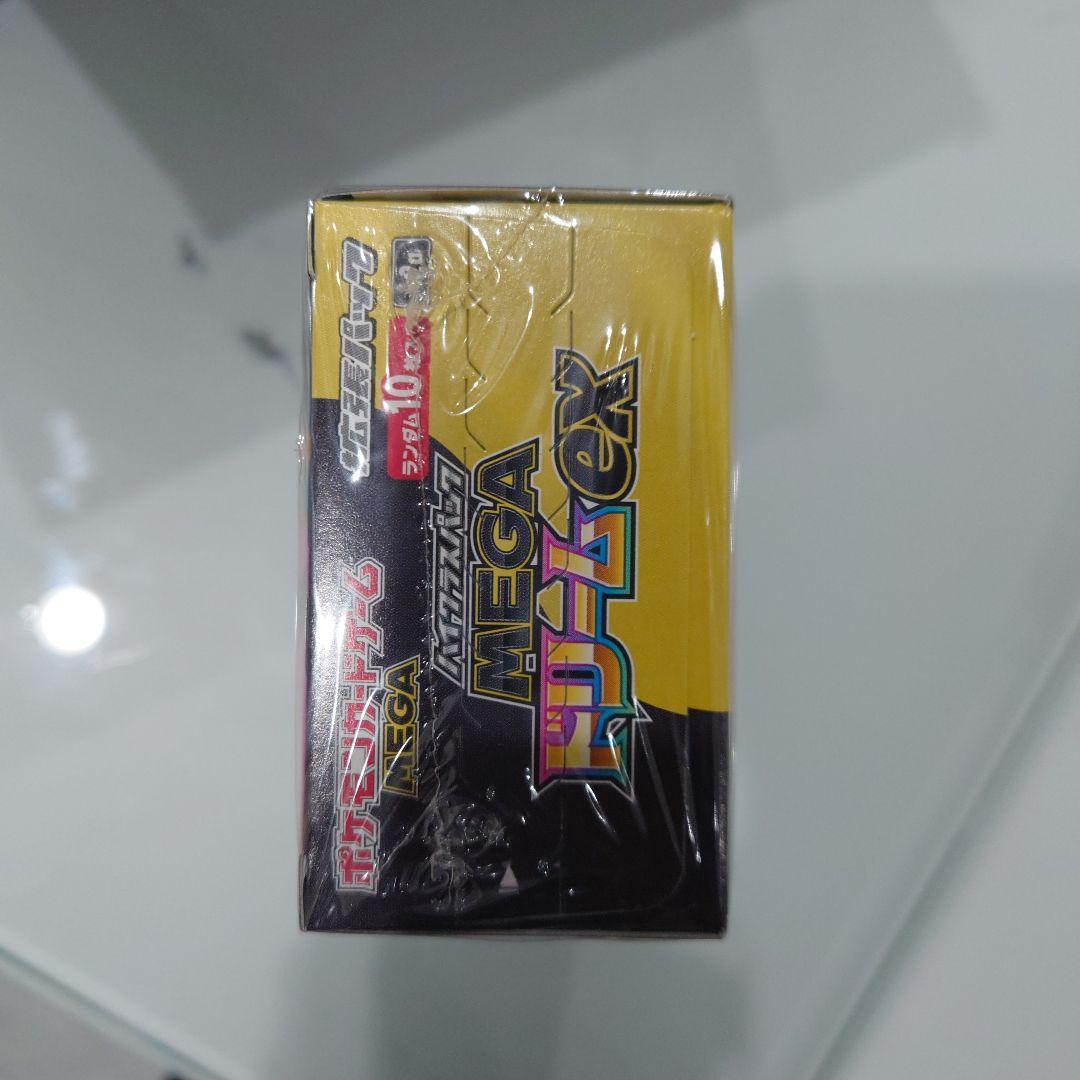 ポケモンカードゲーム
MEGA
拡張パック
ランダム10枚入り
ハイクラスパック
MEGA
ドリームex